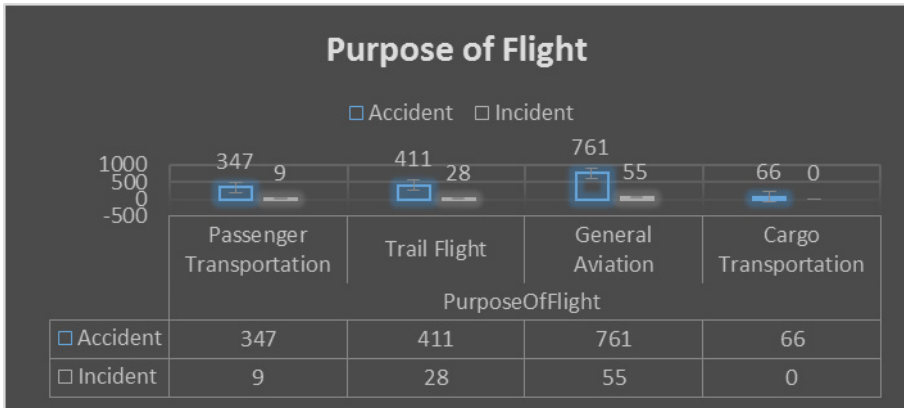 Purpose of Flight
Accident Incident
347 9 411 28 761 55 66 0
1000
500
0
-500
Passenger Transportation
Trail Flight
General Aviation
Cargo Transportation
PurposeOfFlight
Accident 347 411 761 66
Incident 9 28 55 0